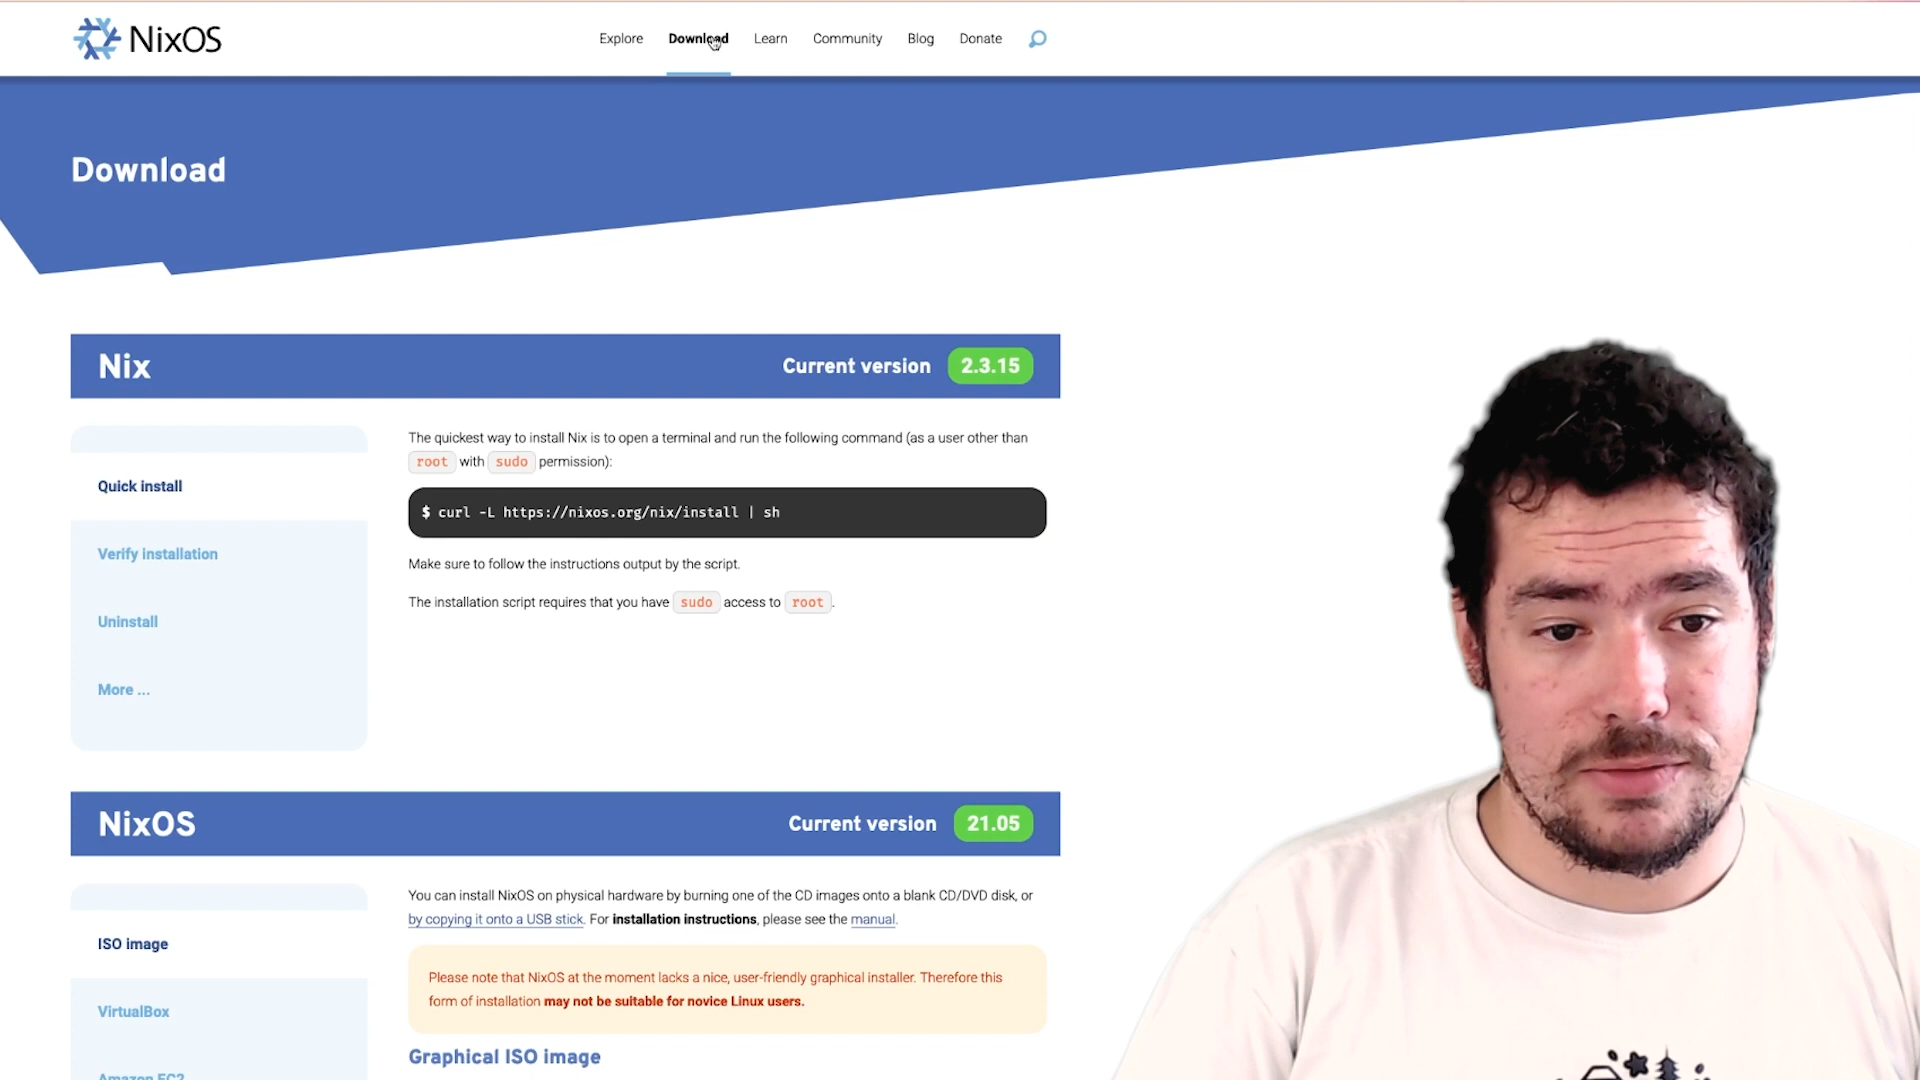 NixOS
Explore Download Learn Community Blog Donate
Download
Nix
Current version 2.3.15
Quick install
Verify installation
Uninstall
More ...
The quickest way to install Nix is to open a terminal and run the following command (as a user other than
root with sudo permission):
$ curl -L https://nixos.org/nix/install | sh
Make sure to follow the instructions output by the script.
The installation script requires that you have sudo access to root.
NixOS
Current version 21.05
ISO image
VirtualBox
Amazon EC2
You can install NixOS on physical hardware by burning one of the CD images onto a blank CD/DVD disk, or
by copying it onto a USB stick. For installation instructions, please see the manual.
Please note that NixOS at the moment lacks a nice, user-friendly graphical installer. Therefore this
form of installation may not be suitable for novice Linux users.
Graphical ISO image